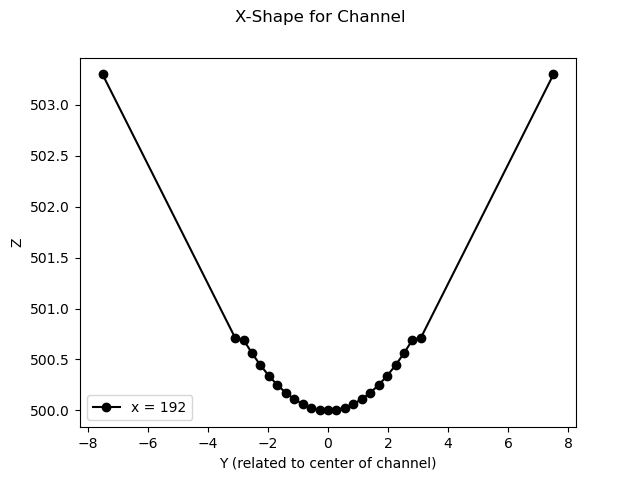 X-Shape for Channel
503.0
502.5
502.0
501.5
501.0
500.5
500.0
Z
x = 192
−8 −6 −4 −2 0 2 4 6 8
Y (related to center of channel)